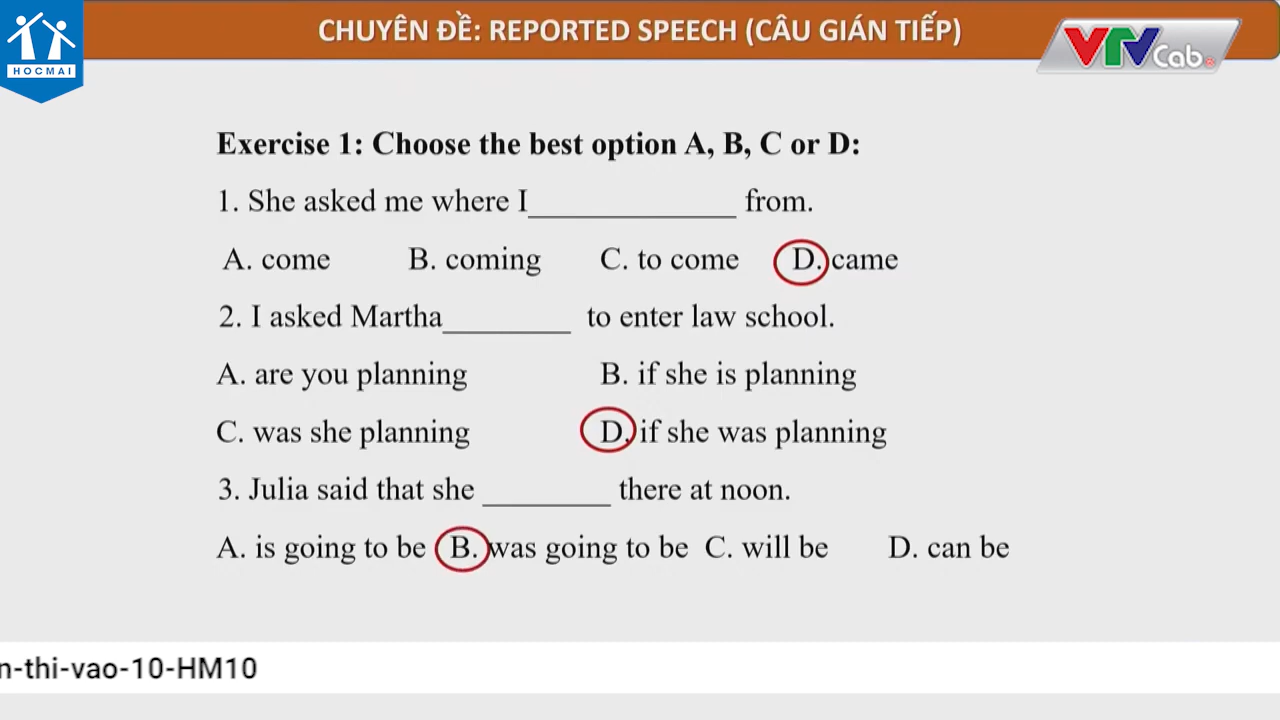 CHUYÊN ĐỀ: REPORTED SPEECH (CÂU GIÁN TIẾP)
HOCMAI
VTVCab
Exercise 1: Choose the best option A, B, C or D:
1. She asked me where I_____________ from.
A. come B. coming C. to come D. came
2. I asked Martha________ to enter law school.
A. are you planning B. if she is planning
C. was she planning D. if she was planning
3. Julia said that she ________ there at noon.
A. is going to be B. was going to be C. will be D. can be
n-thi-vao-10-HM10